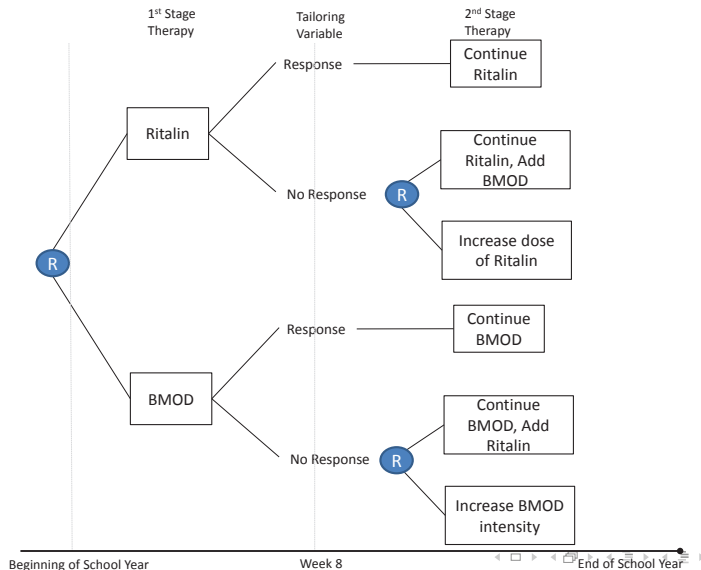 1st Stage
Therapy
Tailoring
Variable
2nd Stage
Therapy
Response
Continue
Ritalin
Ritalin
Continue
Ritalin, Add
BMOD
No Response
R
Increase dose
of Ritalin
R
Response
Continue
BMOD
BMOD
Continue
BMOD, Add
Ritalin
No Response
R
Increase BMOD
intensity
Beginning of School Year
Week 8
End of School Year